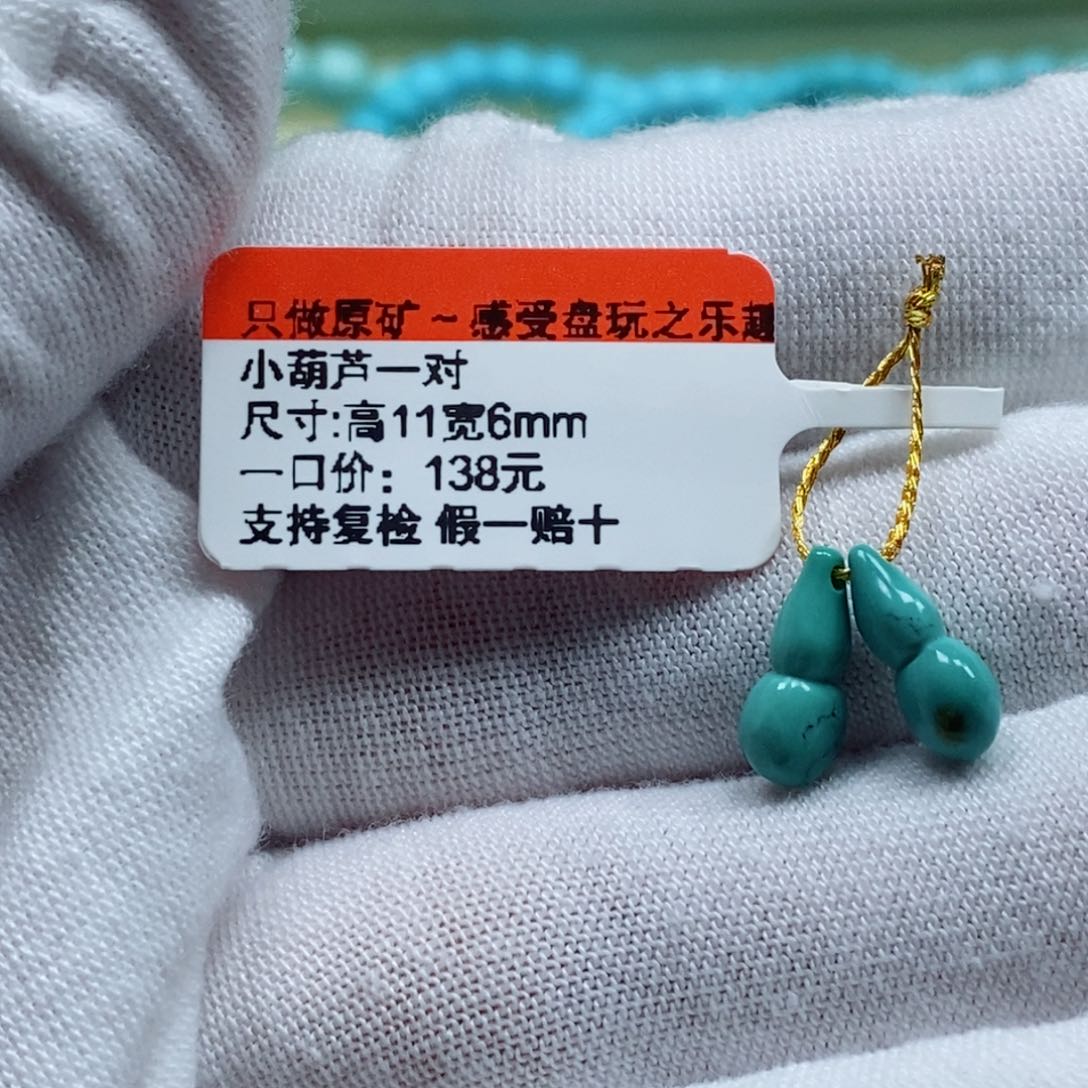 只做原矿～感受盘玩之乐趣
小葫芦一对
尺寸:高11宽6mm
一口价：138元
支持复检 假一赔十